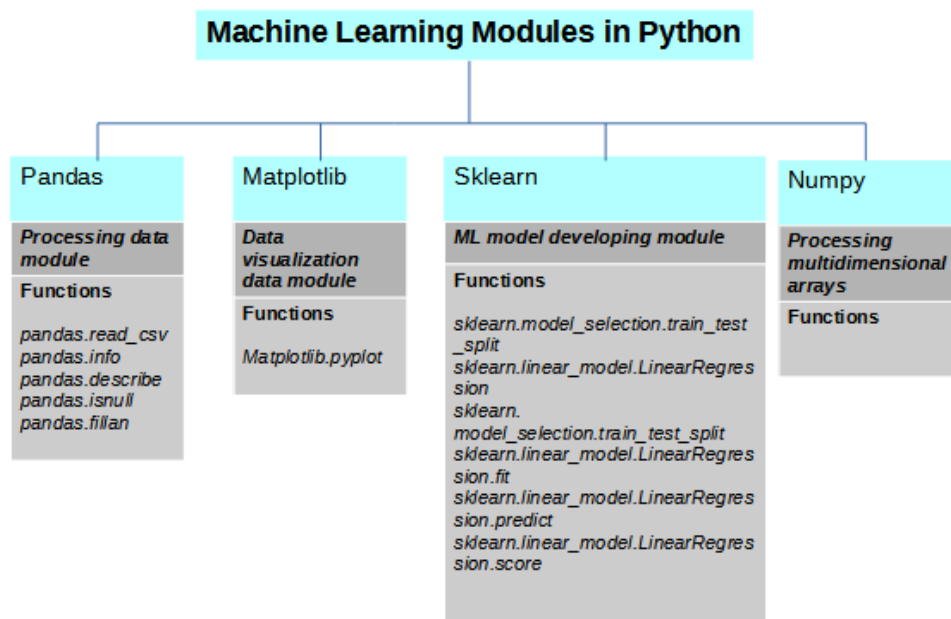 Machine Learning Modules in Python
Pandas
Processing data
module
Functions
pandas.read_csv
pandas.info
pandas.describe
pandas.isnull
pandas.fillan
Matplotlib
Data
visualization
data module
Functions
Matplotlib.pyplot
Sklearn
ML model developing module
Functions
sklearn.model_selection.train_test
_split
sklearn.linear_model.LinearRegres
sion
sklearn.
model_selection.train_test_split
sklearn.linear_model.LinearRegres
sion.fit
sklearn.linear_model.LinearRegres
sion.predict
sklearn.linear_model.LinearRegres
sion.score
Numpy
Processing
multidimensional
arrays
Functions